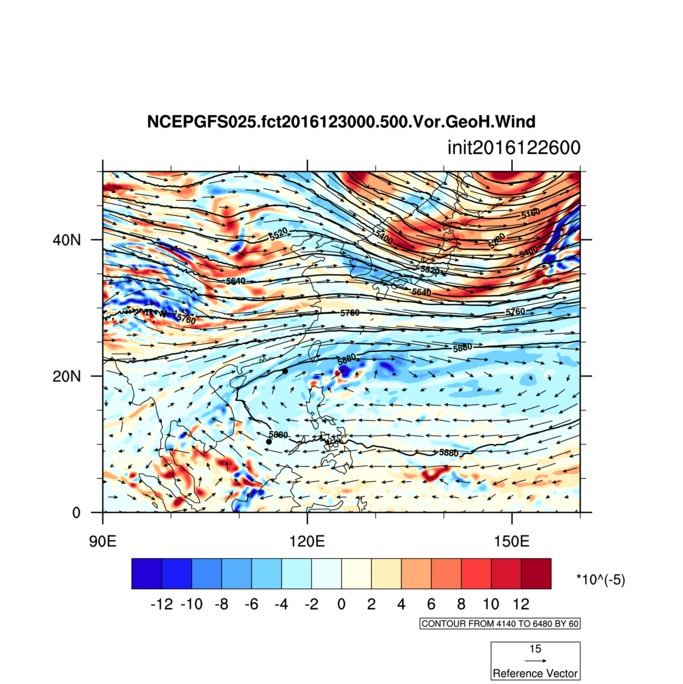 NCEPGFS025.fct2016123000.500.Vor.GeoH.Wind
init2016122600
5160
5520
5400
5280
5400
5520
5640
5640
5760
5760
5760
5880
5880
5880
5880
40N
20N
0
90E
120E
150E
-12 -10 -8 -6 -4 -2 0 2 4 6 8 10 12
*10^(-5)
CONTOUR FROM 4140 TO 6480 BY 60
15
Reference Vector